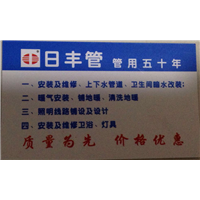 日丰管 管用五十年
一、安装及维修、上下水管道、卫生间漏水改装;
二、暖气安装、铺地暖、清洗地暖
三、照明线路铺设及设计
四、安装及维修卫浴、灯具
质量为先 价格优惠